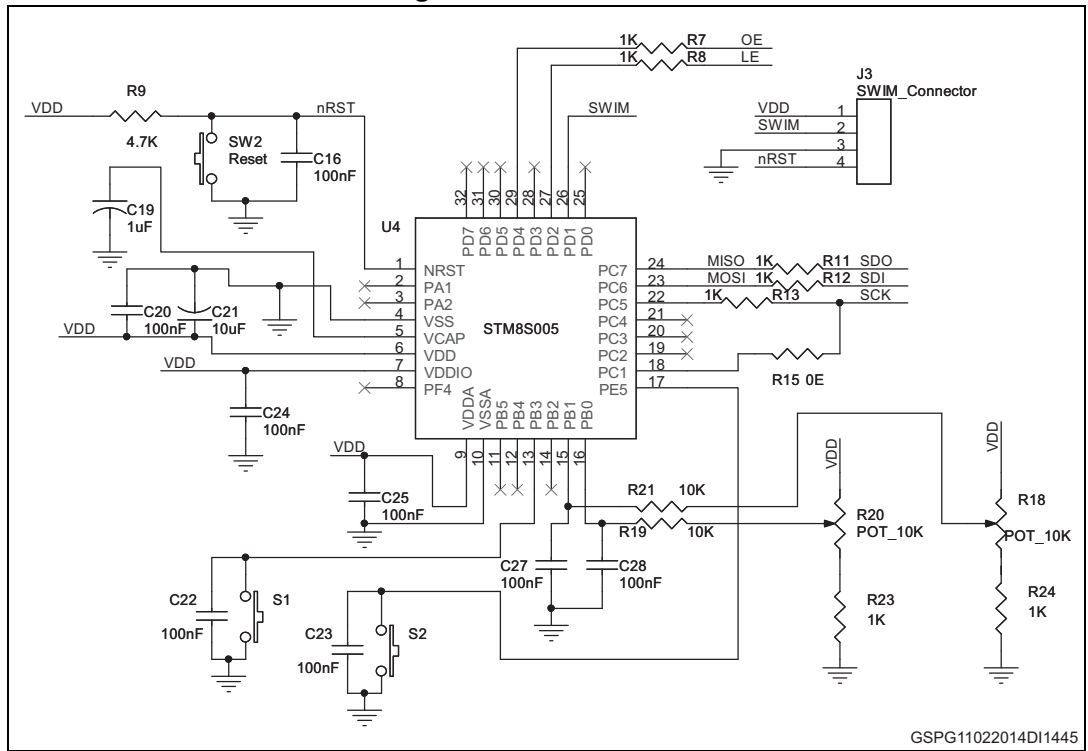 1K R7 OE
1K R8 LE
J3
SWIM_Connector
R9
VDD
nRST
SWIM
VDD 1
SWIM 2
3
nRST 4
4.7K
SW2
Reset
C16
100nF
C19
1uF
32 31 30 29 28 27 26 25
U4
PD7 PD6 PD5 PD4 PD3 PD2 PD1 PD0
1 NRST
2 PA1
3 PA2
4 VSS
5 VCAP
6 VDD
7 VDDIO
8 PF4
STM8S005
PC7 24 MISO 1K R11 SDO
PC6 23 MOSI 1K R12 SDI
PC5 22 1K R13 SCK
PC4 21
PC3 20
PC2 19
PC1 18
PE5 17
R15 0E
C20
100nF
C21
10uF
VDD
VDD
C24
100nF
VDDA VSSA PB5 PB4 PB3 PB2 PB1 PB0
9 10 11 12 13 14 15 16
VDD
C25
100nF
R21 10K
R19 10K
VDD
VDD
R20
POT_10K
R18
POT_10K
C27
100nF
C28
100nF
R23
1K
R24
1K
C22
100nF
S1
C23
100nF
S2
GSPG11022014DI1445